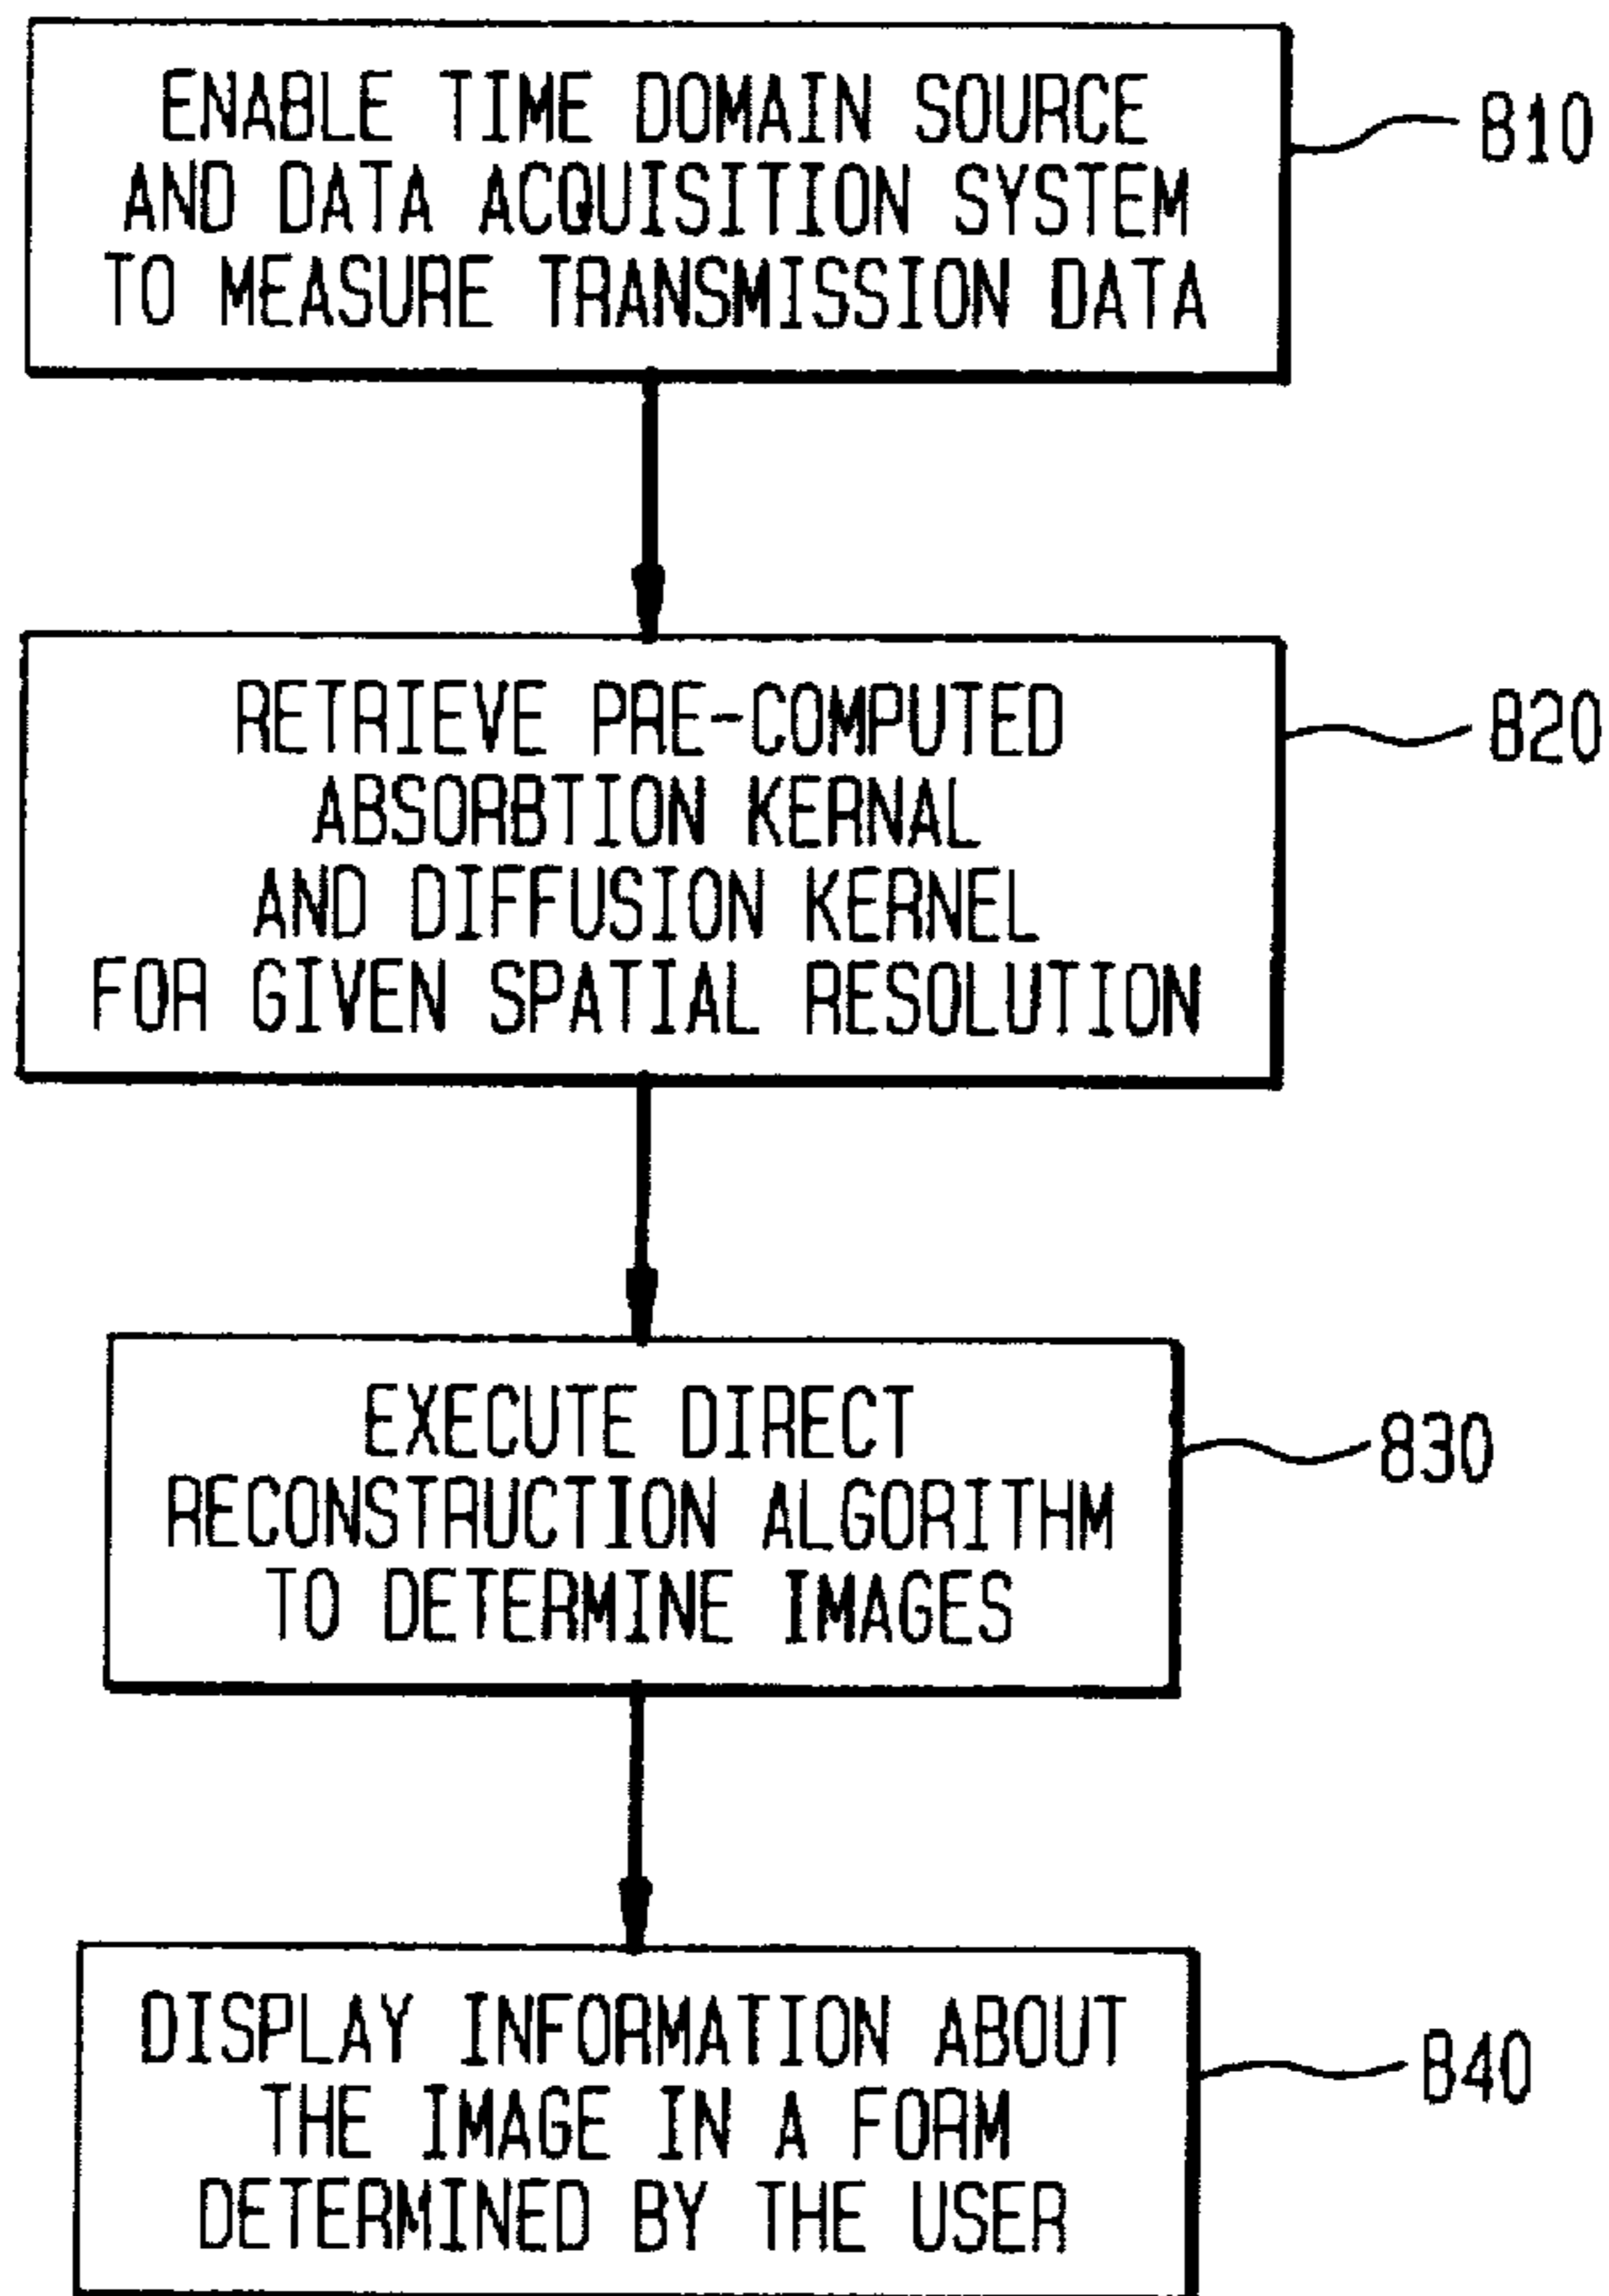 ENABLE TIME DOMAIN SOURCE
AND DATA ACQUISITION SYSTEM
TO MEASURE TRANSMISSION DATA
810
RETRIEVE PRE-COMPUTED
ABSORBTION KERNAL
AND DIFFUSION KERNEL
FOR GIVEN SPATIAL RESOLUTION
820
EXECUTE DIRECT
RECONSTRUCTION ALGORITHM
TO DETERMINE IMAGES
830
DISPLAY INFORMATION ABOUT
THE IMAGE IN A FORM
DETERMINED BY THE USER
840